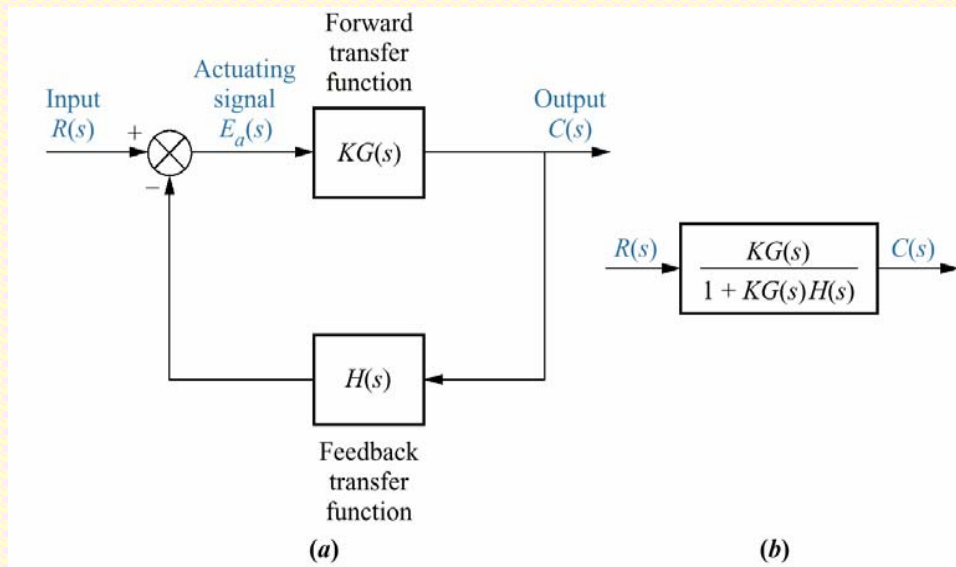 Forward
transfer
function
Actuating
signal
E_a(s)
Input
R(s)
Output
C(s)
+
−
KG(s)
H(s)
Feedback
transfer
function
(a)
R(s)
KG(s)
1 + KG(s)H(s)
C(s)
(b)